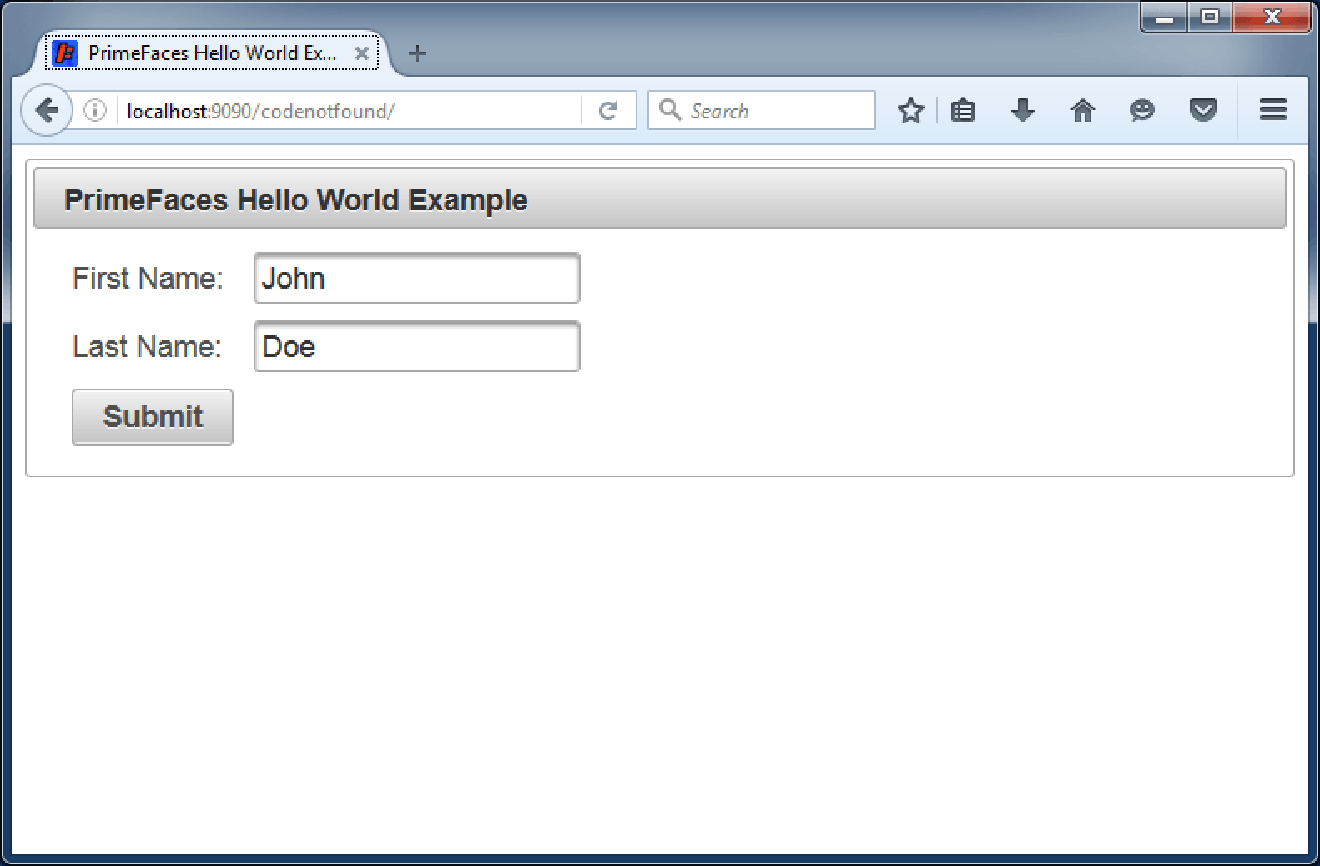 PrimeFaces Hello World Ex...
localhost:9090/codenotfound/
Search
PrimeFaces Hello World Example
First Name: John
Last Name: Doe
Submit